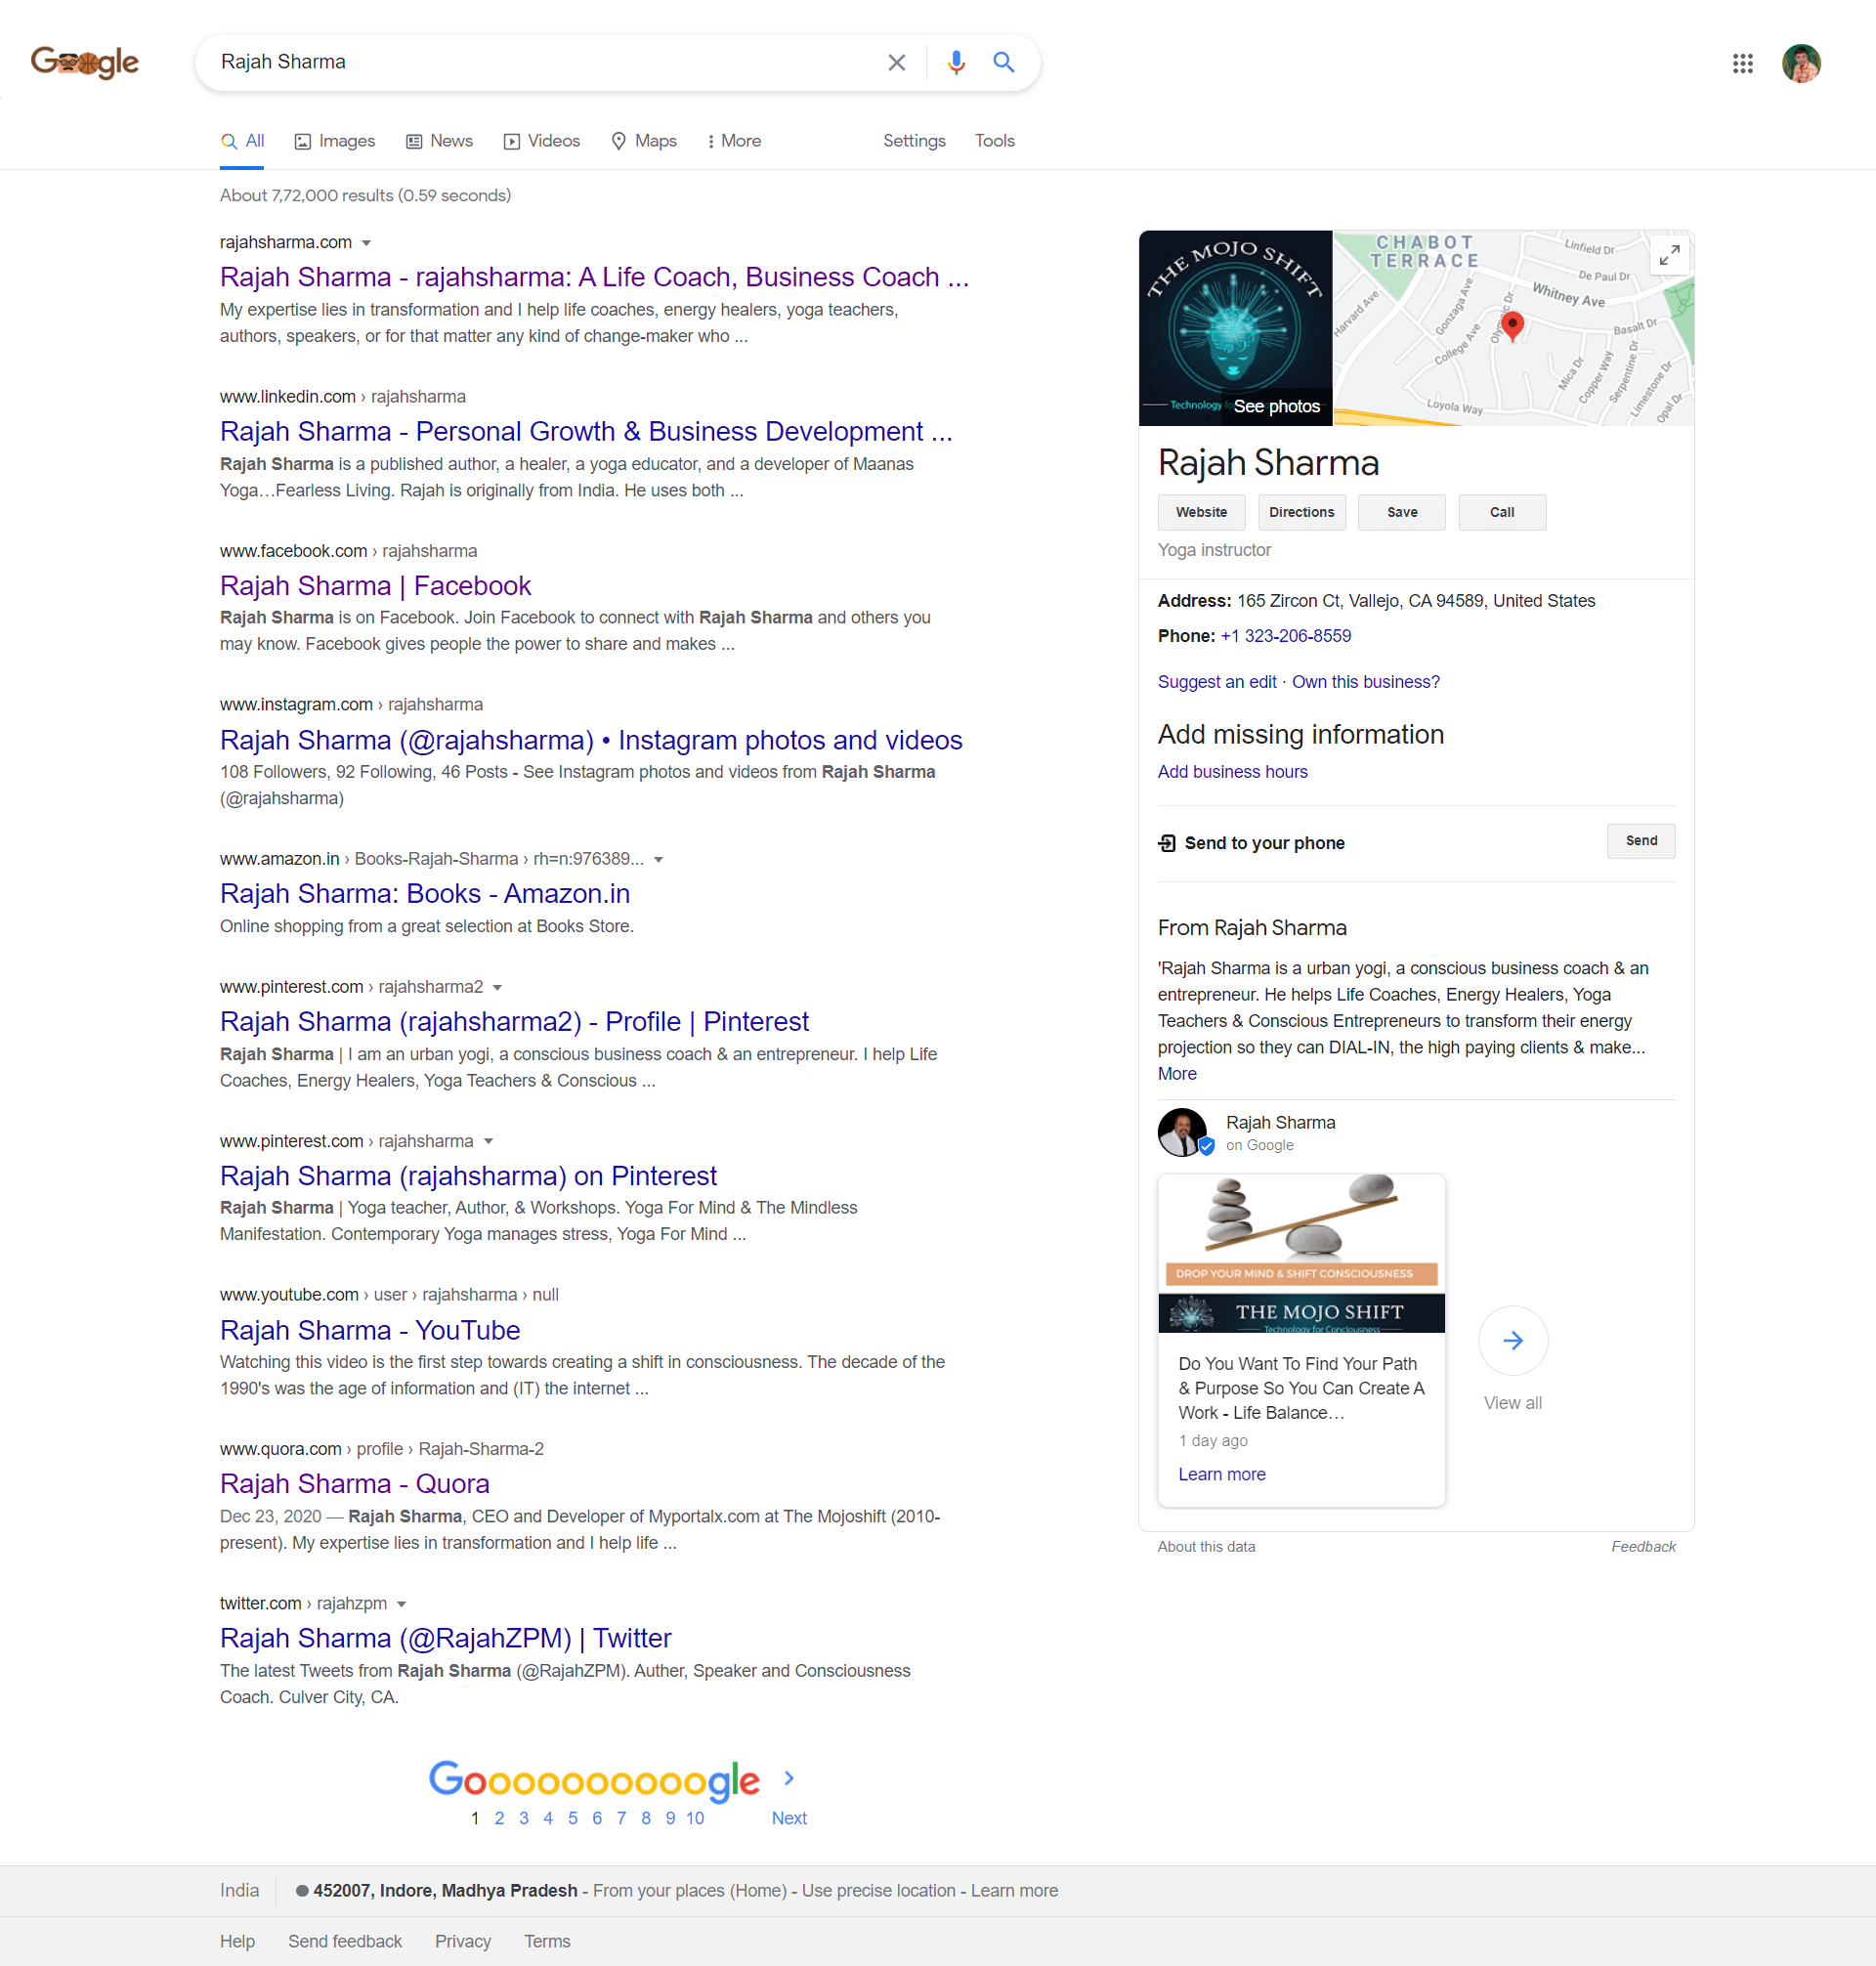 Google
Rajah Sharma
All
Images
News
Videos
Maps
More
Settings
Tools
About 7,72,000 results (0.59 seconds)
rajahsharma.com
Rajah Sharma - rajahsharma: A Life Coach, Business Coach ...
My expertise lies in transformation and I help life coaches, energy healers, yoga teachers,
authors, speakers, or for that matter any kind of change-maker who ...
www.linkedin.com › rajahsharma
Rajah Sharma - Personal Growth & Business Development ...
Rajah Sharma is a published author, a healer, a yoga educator, and a developer of Maanas
Yoga…Fearless Living. Rajah is originally from India. He uses both ...
www.facebook.com › rajahsharma
Rajah Sharma | Facebook
Rajah Sharma is on Facebook. Join Facebook to connect with Rajah Sharma and others you
may know. Facebook gives people the power to share and makes ...
www.instagram.com › rajahsharma
Rajah Sharma (@rajahsharma) • Instagram photos and videos
108 Followers, 92 Following, 46 Posts - See Instagram photos and videos from Rajah Sharma
(@rajahsharma)
www.amazon.in › Books-Rajah-Sharma › rh=n:976389...
Rajah Sharma: Books - Amazon.in
Online shopping from a great selection at Books Store.
www.pinterest.com › rajahsharma2
Rajah Sharma (rajahsharma2) - Profile | Pinterest
Rajah Sharma | I am an urban yogi, a conscious business coach & an entrepreneur. I help Life
Coaches, Energy Healers, Yoga Teachers & Conscious ...
www.pinterest.com › rajahsharma
Rajah Sharma (rajahsharma) on Pinterest
Rajah Sharma | Yoga teacher, Author, & Workshops. Yoga For Mind & The Mindless
Manifestation. Contemporary Yoga manages stress, Yoga For Mind ...
www.youtube.com › user › rajahsharma › null
Rajah Sharma - YouTube
Watching this video is the first step towards creating a shift in consciousness. The decade of the
1990's was the age of information and (IT) the internet ...
www.quora.com › profile › Rajah-Sharma-2
Rajah Sharma - Quora
Dec 23, 2020 — Rajah Sharma, CEO and Developer of Myportalx.com at The Mojoshift (2010-
present). My expertise lies in transformation and I help life ...
twitter.com › rajahzpm
Rajah Sharma (@RajahZPM) | Twitter
The latest Tweets from Rajah Sharma (@RajahZPM). Auther, Speaker and Consciousness
Coach. Culver City, CA.
THE MOJO SHIFT
Technology
See photos
CHABOT
TERRACE
Linfield Dr
De Paul Dr
Whitney Ave
Harvard Ave
Gonzaga Ave
College Ave
Basalt Dr
Mica Dr
Copper Way
Serpentine Dr
Limestone Dr
Opal Dr
Loyola Way
Rajah Sharma
Website
Directions
Save
Call
Yoga instructor
Address: 165 Zircon Ct, Vallejo, CA 94589, United States
Phone: +1 323-206-8559
Suggest an edit · Own this business?
Add missing information
Add business hours
Send to your phone
Send
From Rajah Sharma
'Rajah Sharma is a urban yogi, a conscious business coach & an
entrepreneur. He helps Life Coaches, Energy Healers, Yoga
Teachers & Conscious Entrepreneurs to transform their energy
projection so they can DIAL-IN, the high paying clients & make...
More
Rajah Sharma
on Google
DROP YOUR MIND & SHIFT CONSCIOUSNESS
THE MOJO SHIFT
Technology for Conciousness
Do You Want To Find Your Path
& Purpose So You Can Create A
Work - Life Balance…
1 day ago
Learn more
View all
About this data
Feedback
Goooooooooogle
1 2 3 4 5 6 7 8 9 10
Next
India
452007, Indore, Madhya Pradesh - From your places (Home) - Use precise location - Learn more
Help
Send feedback
Privacy
Terms